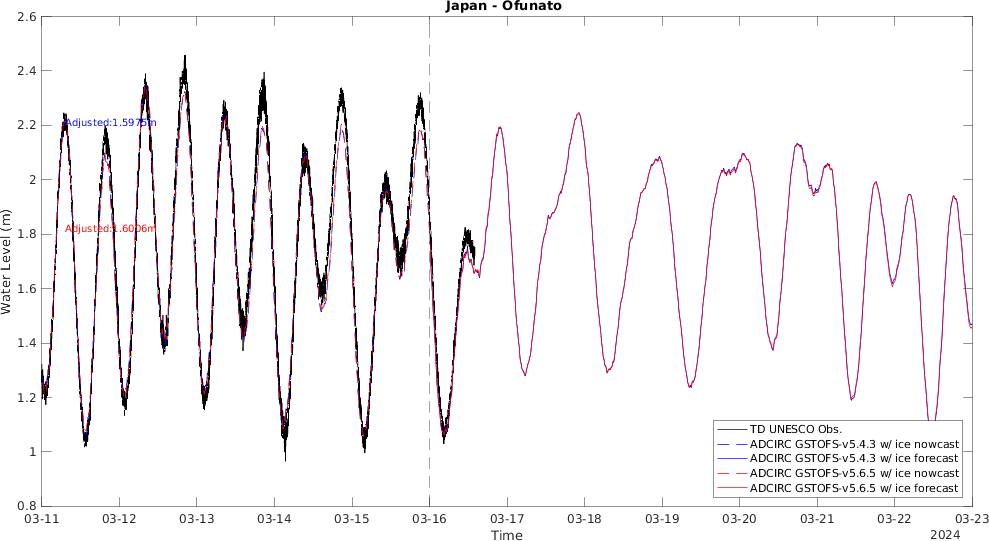 Japan - Ofunato
Water Level (m)
2.6
2.4
2.2
2
1.8
1.6
1.4
1.2
1
0.8
Adjusted:1.5975m
Adjusted:1.6006m
TD UNESCO Obs.
ADCIRC GSTOFS-v5.4.3 w/ ice nowcast
ADCIRC GSTOFS-v5.4.3 w/ ice forecast
ADCIRC GSTOFS-v5.6.5 w/ ice nowcast
ADCIRC GSTOFS-v5.6.5 w/ ice forecast
03-11 03-12 03-13 03-14 03-15 03-16 03-17 03-18 03-19 03-20 03-21 03-22 03-23
Time
2024